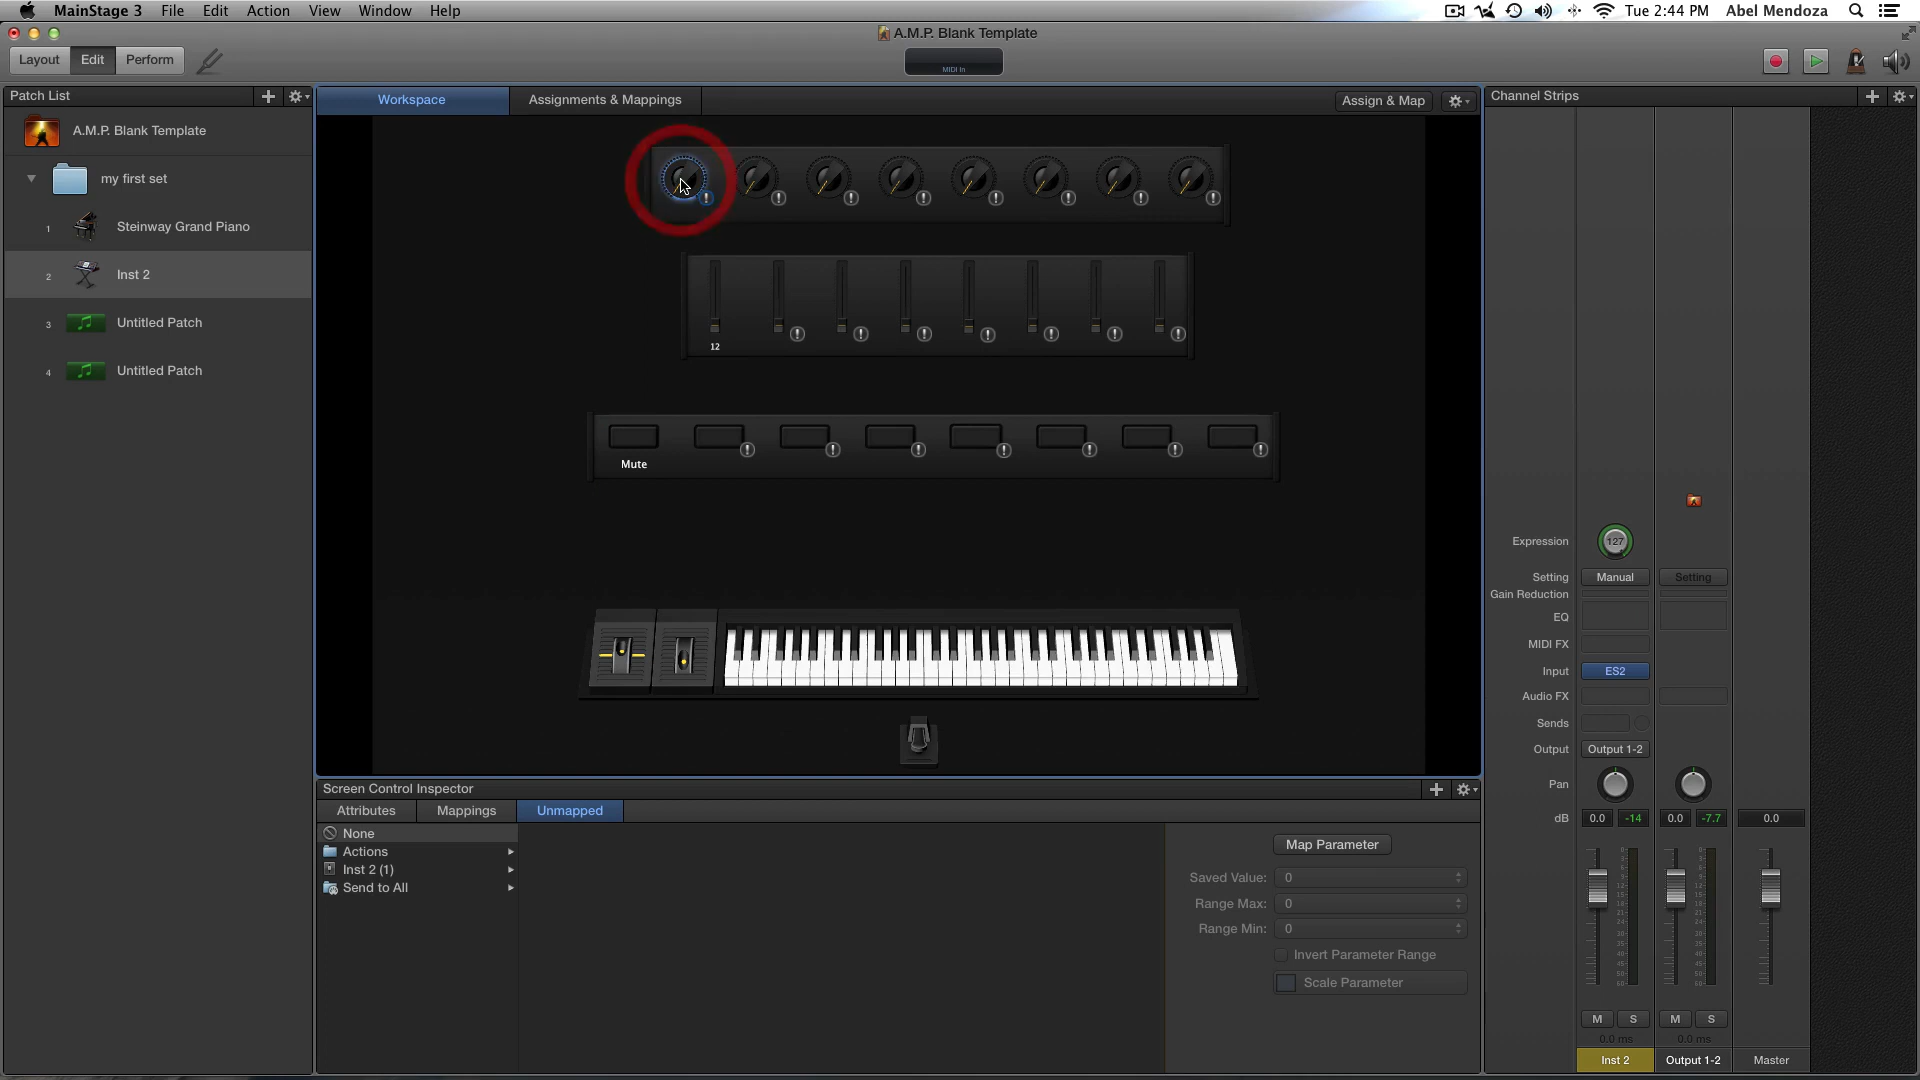 MainStage 3 File Edit Action View Window Help
Tue 2:44 PM Abel Mendoza
A.M.P. Blank Template
Layout Edit Perform
MIDI In
Patch List
Workspace Assignments & Mappings Assign & Map
Channel Strips
A.M.P. Blank Template
my first set
1 Steinway Grand Piano
2 Inst 2
3 Untitled Patch
4 Untitled Patch
12
Mute
Expression 127
Setting Manual Setting
Gain Reduction
EQ
MIDI FX
Input ES2
Audio FX
Sends
Output Output 1-2
Pan
dB 0.0 -14 0.0 -7.7 0.0
Screen Control Inspector
Attributes Mappings Unmapped
None
Actions
Inst 2 (1)
Send to All
Map Parameter
Saved Value: 0
Range Max: 0
Range Min: 0
Invert Parameter Range
Scale Parameter
M S M S
0.0 ms 0.0 ms
Inst 2 Output 1-2 Master